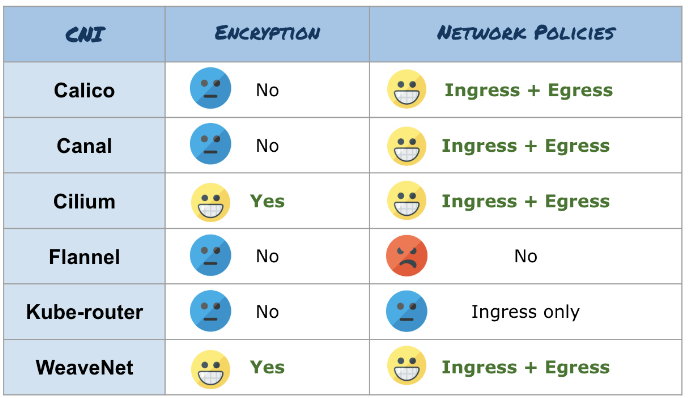 CNI Encryption Network Policies
Calico No Ingress + Egress
Canal No Ingress + Egress
Cilium Yes Ingress + Egress
Flannel No No
Kube-router No Ingress only
WeaveNet Yes Ingress + Egress